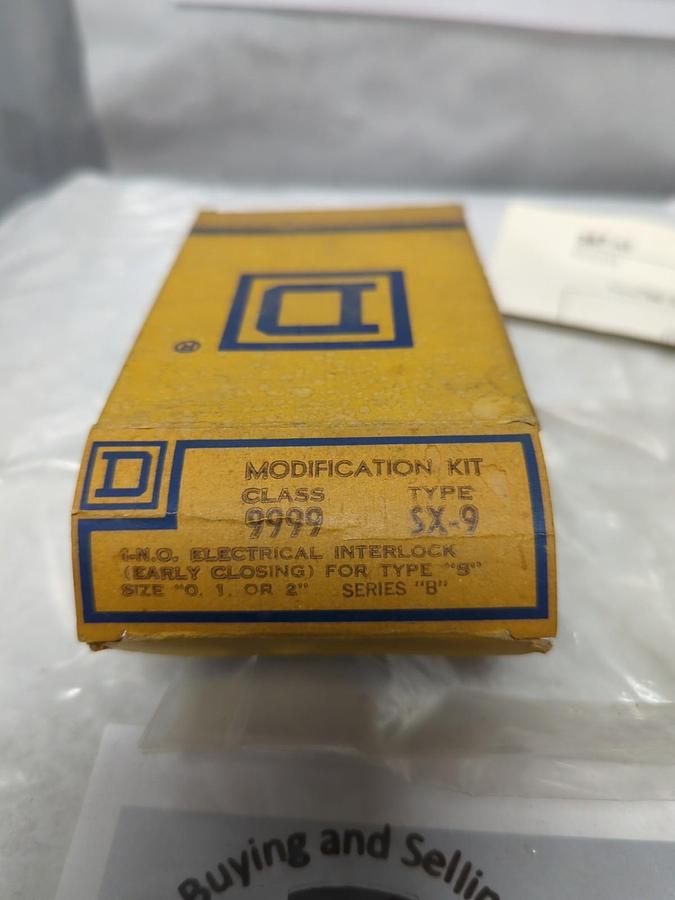 D
®
D
MODIFICATION KIT
CLASS TYPE
9999 SX-9
1-N.O. ELECTRICAL INTERLOCK
(EARLY CLOSING) FOR TYPE "S"
SIZE "0, 1, OR 2" SERIES "B"
Buying and Sellin